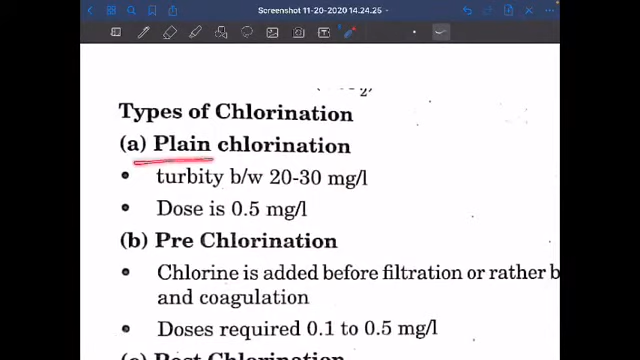 Screenshot 11-20-2020 14.24.25
Types of Chlorination
(a) Plain chlorination
• turbity b/w 20-30 mg/l
• Dose is 0.5 mg/l
(b) Pre Chlorination
• Chlorine is added before filtration or rather b
and coagulation
• Doses required 0.1 to 0.5 mg/l
Post Chlorination